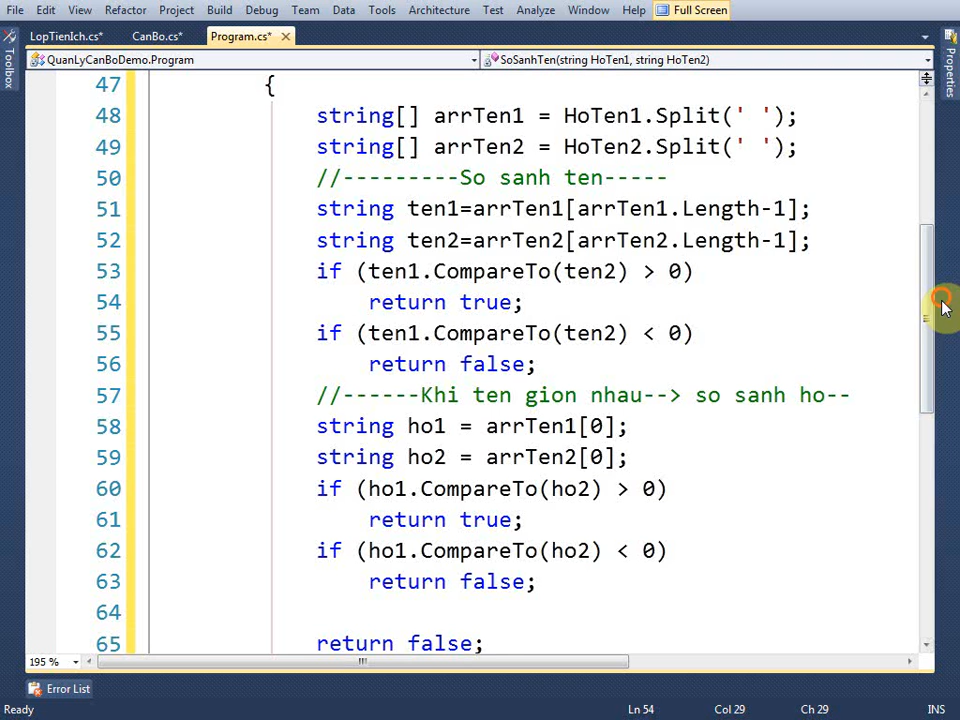 File Edit View Refactor Project Build Debug Team Data Tools Architecture Test Analyze Window Help Full Screen
LopTienIch.cs* CanBo.cs* Program.cs*
QuanLyCanBoDemo.Program SoSanhTen(string HoTen1, string HoTen2)
Toolbox
Properties
47 {
48 string[] arrTen1 = HoTen1.Split(' ');
49 string[] arrTen2 = HoTen2.Split(' ');
50 //---------So sanh ten-----
51 string ten1=arrTen1[arrTen1.Length-1];
52 string ten2=arrTen2[arrTen2.Length-1];
53 if (ten1.CompareTo(ten2) > 0)
54 return true;
55 if (ten1.CompareTo(ten2) < 0)
56 return false;
57 //------Khi ten gion nhau--> so sanh ho--
58 string ho1 = arrTen1[0];
59 string ho2 = arrTen2[0];
60 if (ho1.CompareTo(ho2) > 0)
61 return true;
62 if (ho1.CompareTo(ho2) < 0)
63 return false;
64
65 return false;
195 %
Error List
Ready Ln 54 Col 29 Ch 29 INS